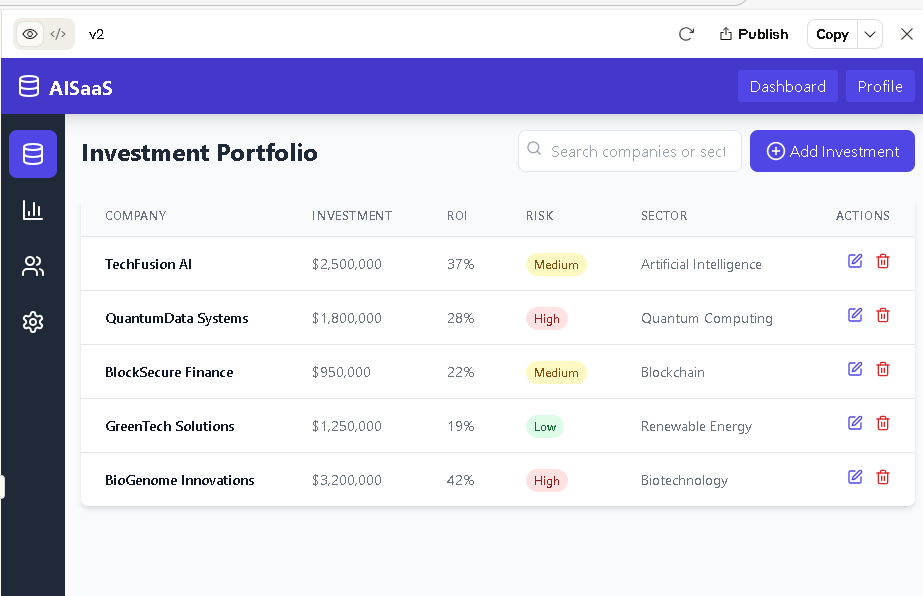 v2
Publish
Copy
AISaaS
Dashboard
Profile
Investment Portfolio
Search companies or sect
Add Investment
COMPANY INVESTMENT ROI RISK SECTOR ACTIONS
TechFusion AI $2,500,000 37% Medium Artificial Intelligence
QuantumData Systems $1,800,000 28% High Quantum Computing
BlockSecure Finance $950,000 22% Medium Blockchain
GreenTech Solutions $1,250,000 19% Low Renewable Energy
BioGenome Innovations $3,200,000 42% High Biotechnology